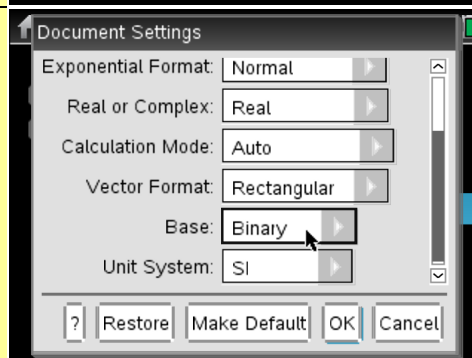 Document Settings
Exponential Format: Normal
Real or Complex: Real
Calculation Mode: Auto
Vector Format: Rectangular
Base: Binary
Unit System: SI
? Restore Make Default OK Cancel